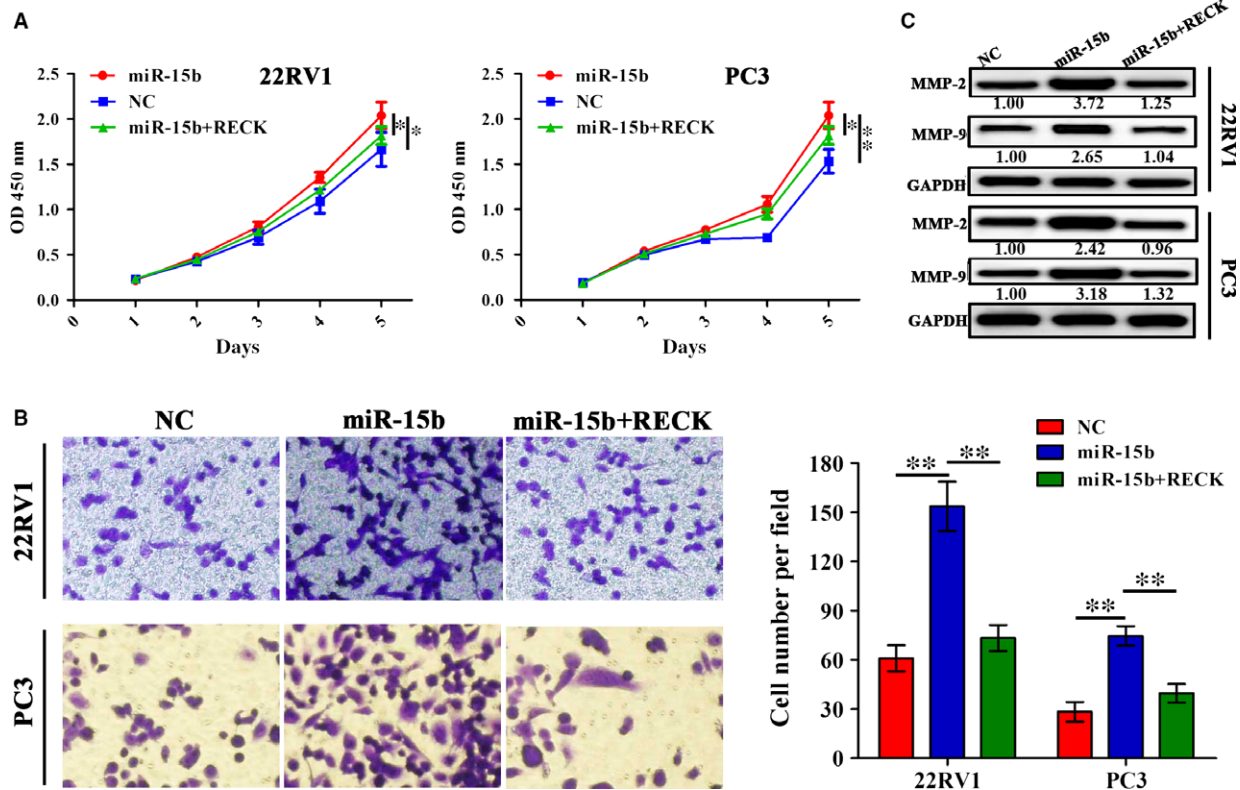 A
22RV1
miR-15b
NC
miR-15b+RECK
OD 450 nm
2.5
2.0
1.5
1.0
0.5
0.0
0
1
2
3
4
5
Days
*
*
PC3
miR-15b
NC
miR-15b+RECK
OD 450 nm
2.5
2.0
1.5
1.0
0.5
0.0
0
1
2
3
4
5
Days
*
**
C
NC miR-15b miR-15b+RECK
MMP-2
1.00 3.72 1.25
MMP-9
1.00 2.65 1.04
GAPDH
22RV1
MMP-2
1.00 2.42 0.96
MMP-9
1.00 3.18 1.32
GAPDH
PC3
B
NC miR-15b miR-15b+RECK
22RV1
PC3
NC
miR-15b
miR-15b+RECK
Cell number per field
180
150
120
90
60
30
0
** **
** **
22RV1 PC3